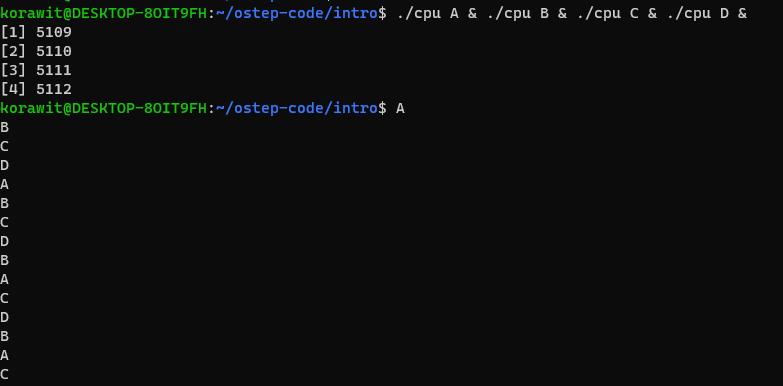 korawit@DESKTOP-8OIT9FH:~/ostep-code/intro$ ./cpu A & ./cpu B & ./cpu C & ./cpu D &
[1] 5109
[2] 5110
[3] 5111
[4] 5112
korawit@DESKTOP-8OIT9FH:~/ostep-code/intro$ A
B
C
D
A
B
C
D
B
A
C
D
B
A
C